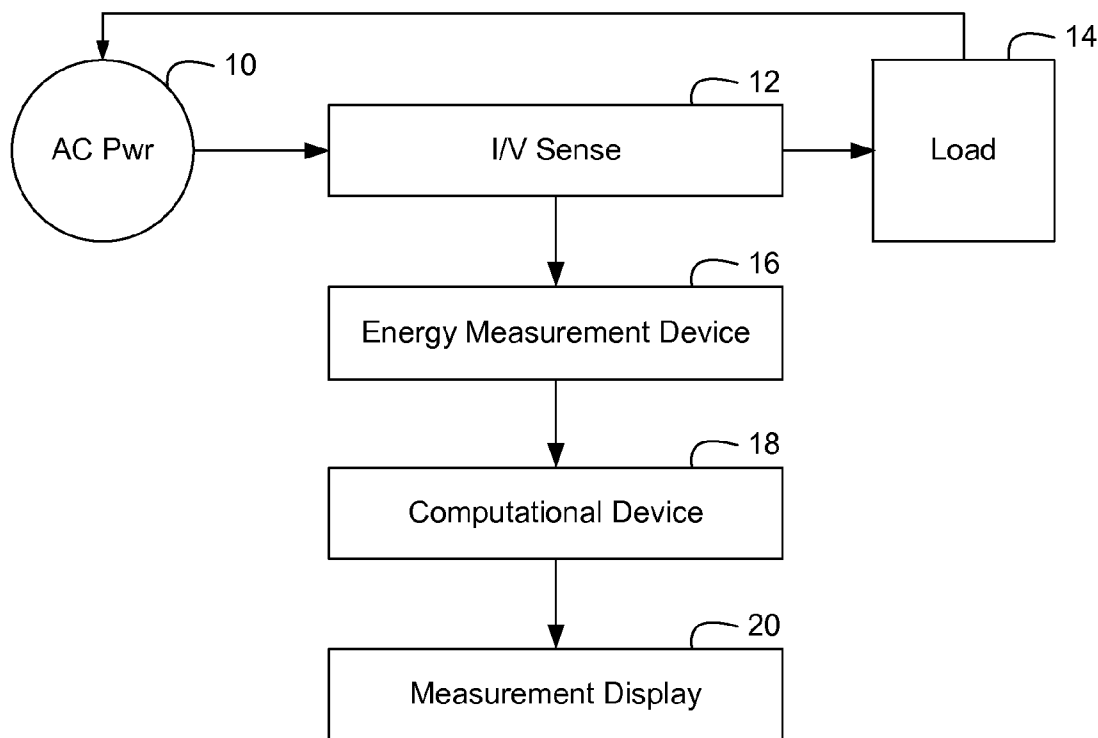 10
12
14
AC Pwr
I/V Sense
Load
16
Energy Measurement Device
18
Computational Device
20
Measurement Display